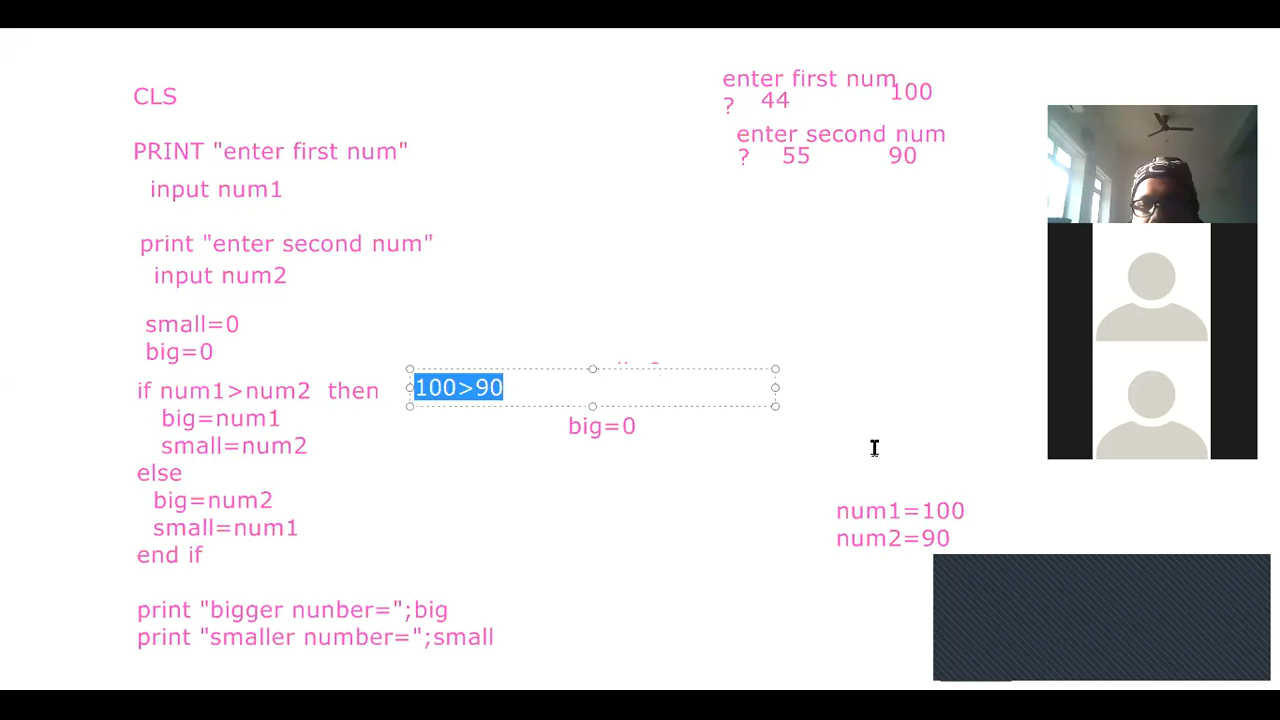 CLS
PRINT "enter first num"
input num1
print "enter second num"
input num2
small=0
big=0
if num1>num2 then
big=num1
small=num2
else
big=num2
small=num1
end if
print "bigger nunber=";big
print "smaller number=";small
100>90
big=0
enter first num
? 44 100
enter second num
? 55 90
num1=100
num2=90